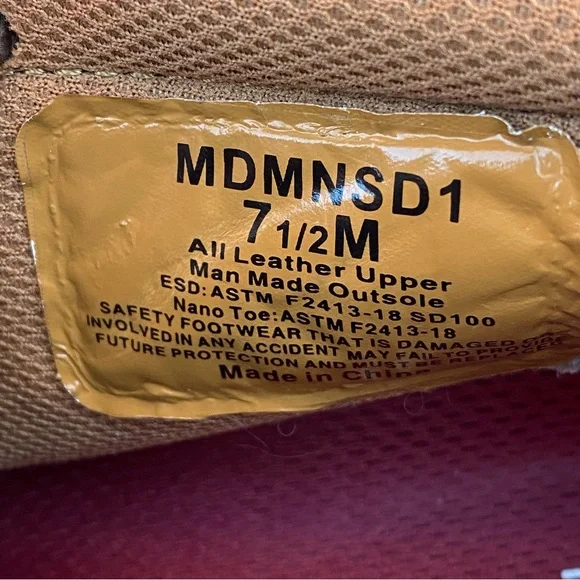 MDMNSD1
7 1/2 M
All Leather Upper
Man Made Outsole
ESD: ASTM F2413-18 SD100
Nano Toe: ASTM F2413-18
SAFETY FOOTWEAR THAT IS DAMAGED
INVOLVED IN ANY ACCIDENT MAY FAIL TO
FUTURE PROTECTION AND MUST BE REPLACED
Made in China